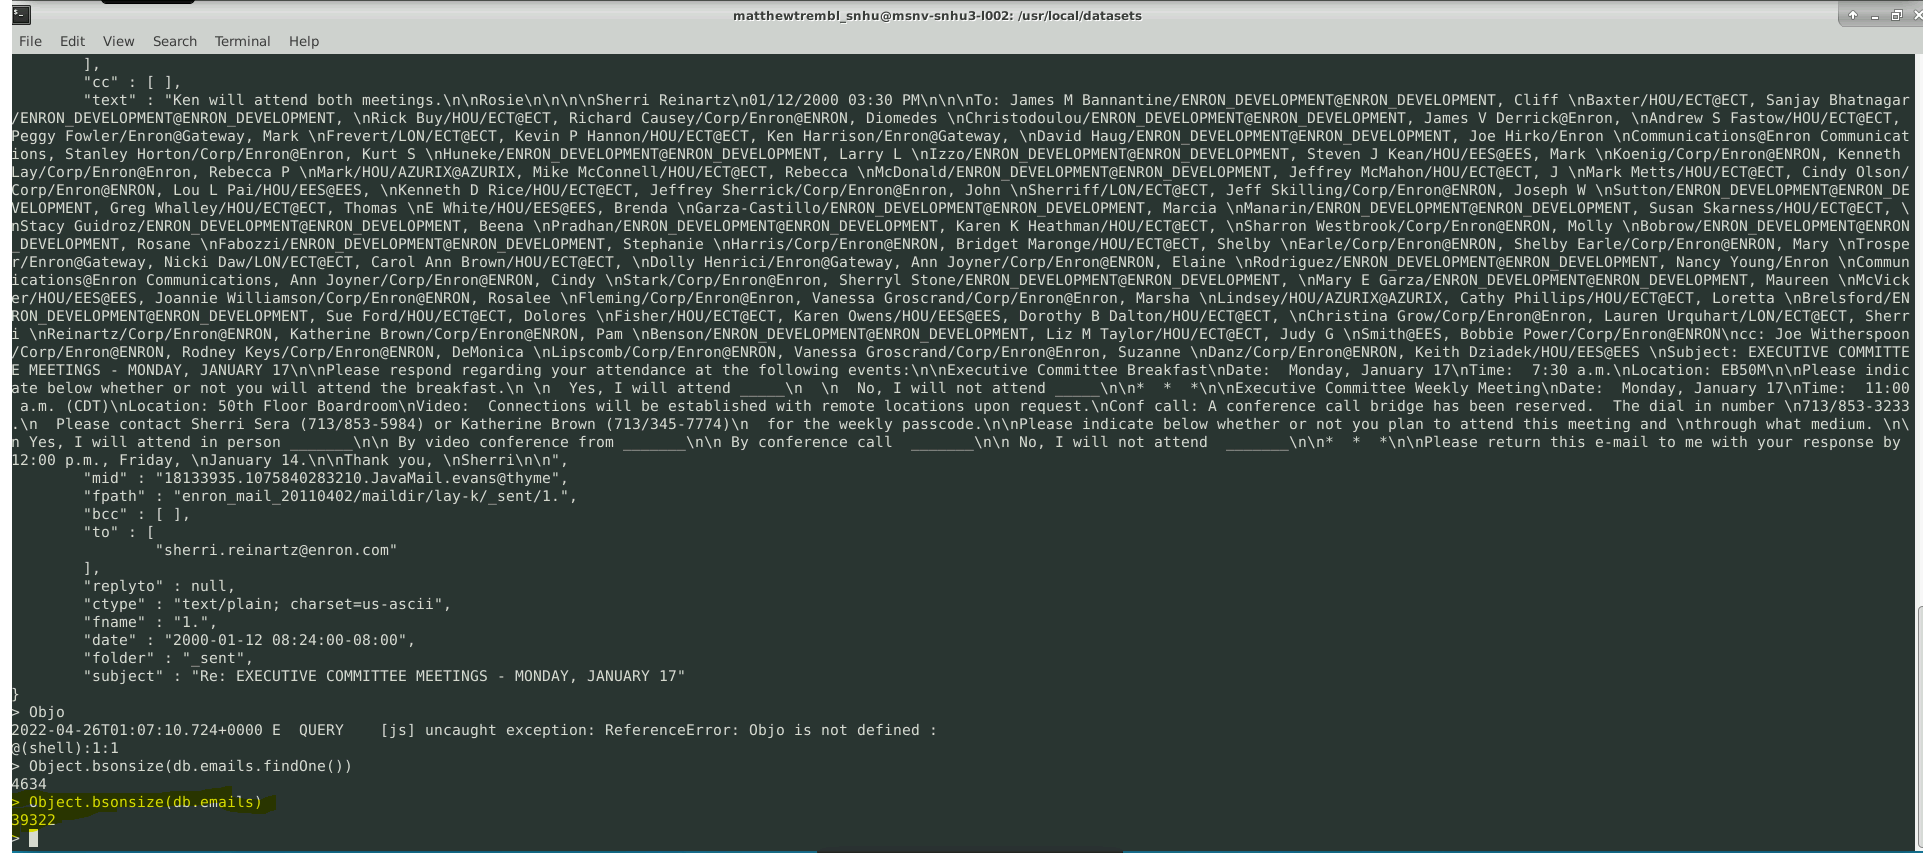 matthewtrembl_snhu@msnv-snhu3-l002: /usr/local/datasets
File Edit View Search Terminal Help
],
"cc" : [ ],
"text" : "Ken will attend both meetings.\n\nRosie\n\n\n\nSherri Reinartz\n01/12/2000 03:30 PM\n\n\nTo: James M Bannantine/ENRON_DEVELOPMENT@ENRON_DEVELOPMENT, Cliff \nBaxter/HOU/ECT@ECT, Sanjay Bhatnagar
/ENRON_DEVELOPMENT@ENRON_DEVELOPMENT, \nRick Buy/HOU/ECT@ECT, Richard Causey/Corp/Enron@ENRON, Diomedes \nChristodoulou/ENRON_DEVELOPMENT@ENRON_DEVELOPMENT, James V Derrick@Enron, \nAndrew S Fastow/HOU/ECT@ECT,
Peggy Fowler/Enron@Gateway, Mark \nFrevert/LON/ECT@ECT, Kevin P Hannon/HOU/ECT@ECT, Ken Harrison/Enron@Gateway, \nDavid Haug/ENRON_DEVELOPMENT@ENRON_DEVELOPMENT, Joe Hirko/Enron \nCommunications@Enron Communicat
ions, Stanley Horton/Corp/Enron@Enron, Kurt S \nHuneke/ENRON_DEVELOPMENT@ENRON_DEVELOPMENT, Larry L \nIzzo/ENRON_DEVELOPMENT@ENRON_DEVELOPMENT, Steven J Kean/HOU/EES@EES, Mark \nKoenig/Corp/Enron@ENRON, Kenneth
Lay/Corp/Enron@Enron, Rebecca P \nMark/HOU/AZURIX@AZURIX, Mike McConnell/HOU/ECT@ECT, Rebecca \nMcDonald/ENRON_DEVELOPMENT@ENRON_DEVELOPMENT, Jeffrey McMahon/HOU/ECT@ECT, J \nMark Metts/HOU/ECT@ECT, Cindy Olson/
Corp/Enron@ENRON, Lou L Pai/HOU/EES@EES, \nKenneth D Rice/HOU/ECT@ECT, Jeffrey Sherrick/Corp/Enron@Enron, John \nSherriff/LON/ECT@ECT, Jeff Skilling/Corp/Enron@ENRON, Joseph W \nSutton/ENRON_DEVELOPMENT@ENRON_DE
VELOPMENT, Greg Whalley/HOU/ECT@ECT, Thomas \nE White/HOU/EES@EES, Brenda \nGarza-Castillo/ENRON_DEVELOPMENT@ENRON_DEVELOPMENT, Marcia \nManarin/ENRON_DEVELOPMENT@ENRON_DEVELOPMENT, Susan Skarness/HOU/ECT@ECT, \
nStacy Guidroz/ENRON_DEVELOPMENT@ENRON_DEVELOPMENT, Beena \nPradhan/ENRON_DEVELOPMENT@ENRON_DEVELOPMENT, Karen K Heathman/HOU/ECT@ECT, \nSharron Westbrook/Corp/Enron@ENRON, Molly \nBobrow/ENRON_DEVELOPMENT@ENRON
_DEVELOPMENT, Rosane \nFabozzi/ENRON_DEVELOPMENT@ENRON_DEVELOPMENT, Stephanie \nHarris/Corp/Enron@ENRON, Bridget Maronge/HOU/ECT@ECT, Shelby \nEarle/Corp/Enron@ENRON, Shelby Earle/Corp/Enron@ENRON, Mary \nTrospe
r/Enron@Gateway, Nicki Daw/LON/ECT@ECT, Carol Ann Brown/HOU/ECT@ECT, \nDolly Henrici/Enron@Gateway, Ann Joyner/Corp/Enron@ENRON, Elaine \nRodriguez/ENRON_DEVELOPMENT@ENRON_DEVELOPMENT, Nancy Young/Enron \nCommun
ications@Enron Communications, Ann Joyner/Corp/Enron@ENRON, Cindy \nStark/Corp/Enron@ENRON, Sherryl Stone/ENRON_DEVELOPMENT@ENRON_DEVELOPMENT, \nMary E Garza/ENRON_DEVELOPMENT@ENRON_DEVELOPMENT, Maureen \nMcVick
er/HOU/EES@EES, Joannie Williamson/Corp/Enron@ENRON, Rosalee \nFleming/Corp/Enron@Enron, Vanessa Groscrand/Corp/Enron@Enron, Marsha \nLindsey/HOU/AZURIX@AZURIX, Cathy Phillips/HOU/ECT@ECT, Loretta \nBrelsford/EN
RON_DEVELOPMENT@ENRON_DEVELOPMENT, Sue Ford/HOU/ECT@ECT, Dolores \nFisher/HOU/ECT@ECT, Karen Owens/HOU/EES@EES, Dorothy B Dalton/HOU/ECT@ECT, \nChristina Grow/Corp/Enron@Enron, Lauren Urquhart/LON/ECT@ECT, Sherr
i \nReinartz/Corp/Enron@ENRON, Katherine Brown/Corp/Enron@ENRON, Pam \nBenson/ENRON_DEVELOPMENT@ENRON_DEVELOPMENT, Liz M Taylor/HOU/ECT@ECT, Judy G \nSmith@EES, Bobbie Power/Corp/Enron@ENRON\ncc: Joe Witherspoon
/Corp/Enron@ENRON, Rodney Keys/Corp/Enron@ENRON, DeMonica \nLipscomb/Corp/Enron@ENRON, Vanessa Groscrand/Corp/Enron@Enron, Suzanne \nDanz/Corp/Enron@ENRON, Keith Dziadek/HOU/EES@EES \nSubject: EXECUTIVE COMMITTE
E MEETINGS - MONDAY, JANUARY 17\n\nPlease respond regarding your attendance at the following events:\n\nExecutive Committee Breakfast\nDate:  Monday, January 17\nTime:  7:30 a.m.\nLocation: EB50M\n\nPlease indic
ate below whether or not you will attend the breakfast.\n \n  Yes, I will attend _____\n  \n  No, I will not attend _____\n\n*  *  *\n\nExecutive Committee Weekly Meeting\nDate:  Monday, January 17\nTime:  11:00
a.m. (CDT)\nLocation: 50th Floor Boardroom\nVideo:  Connections will be established with remote locations upon request.\nConf call: A conference call bridge has been reserved.  The dial in number \n713/853-3233
.\n  Please contact Sherri Sera (713/853-5984) or Katherine Brown (713/345-7774)\n  for the weekly passcode.\n\nPlease indicate below whether or not you plan to attend this meeting and \nthrough what medium. \n\
n Yes, I will attend in person _______\n\n By video conference from _______\n\n By conference call  _______\n\n No, I will not attend  _______\n\n*  *  *\n\nPlease return this e-mail to me with your response by
12:00 p.m., Friday, \nJanuary 14.\n\nThank you, \nSherri\n\n",
"mid" : "18133935.1075840283210.JavaMail.evans@thyme",
"fpath" : "enron_mail_20110402/maildir/lay-k/_sent/1.",
"bcc" : [ ],
"to" : [
"sherri.reinartz@enron.com"
],
"replyto" : null,
"ctype" : "text/plain; charset=us-ascii",
"fname" : "1.",
"date" : "2000-01-12 08:24:00-08:00",
"folder" : "_sent",
"subject" : "Re: EXECUTIVE COMMITTEE MEETINGS - MONDAY, JANUARY 17"
}
> Objo
2022-04-26T01:07:10.724+0000 E  QUERY    [js] uncaught exception: ReferenceError: Objo is not defined :
@(shell):1:1
> Object.bsonsize(db.emails.findOne())
4634
> Object.bsonsize(db.emails)
39322
>